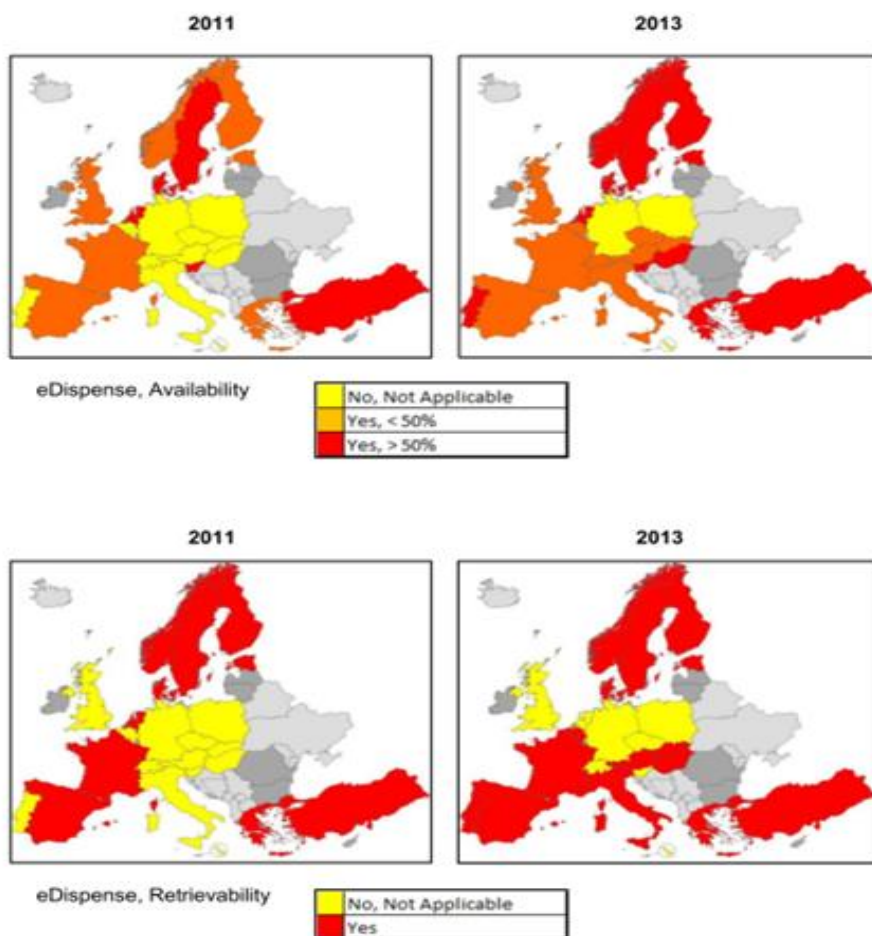 2011
2013
eDispense, Availability
No, Not Applicable
Yes, < 50%
Yes, > 50%
2011
2013
eDispense, Retrievability
No, Not Applicable
Yes